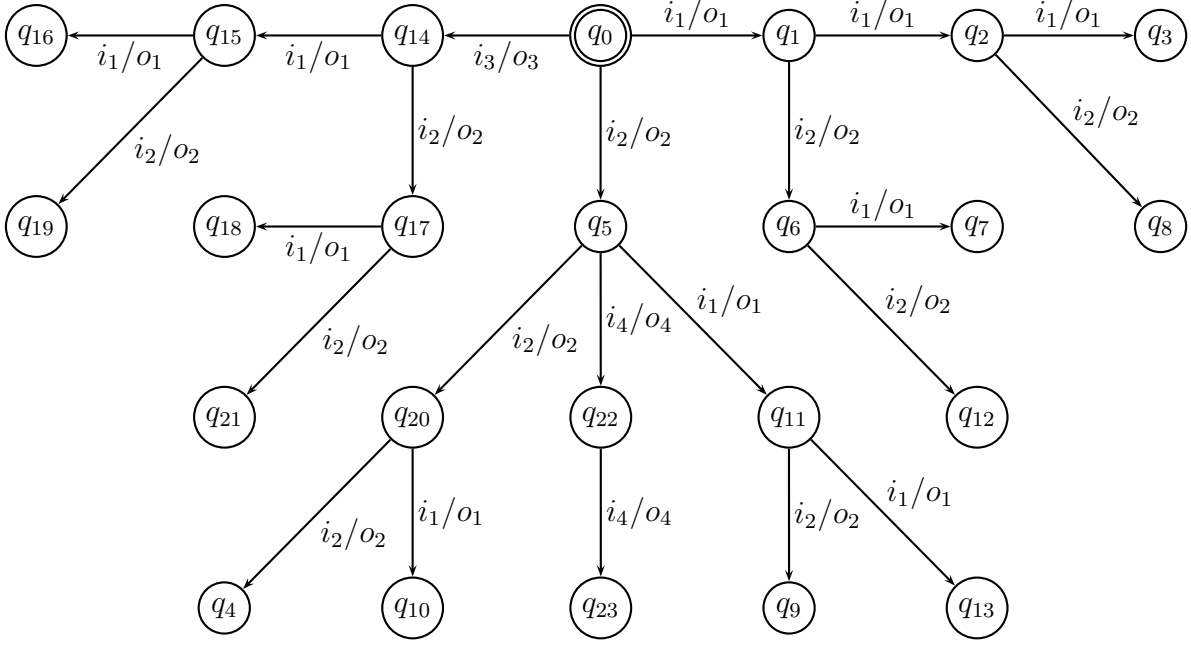 q₁₆ q₁₅ q₁₄ q₀ q₁ q₂ q₃
i₁/o₁ i₁/o₁ i₃/o₃ i₁/o₁ i₁/o₁ i₁/o₁
i₂/o₂ i₂/o₂ i₂/o₂ i₂/o₂ i₂/o₂
q₁₉ q₁₈ q₁₇ q₅ q₆ q₇ q₈
i₁/o₁ i₁/o₁
i₂/o₂ i₂/o₂ i₄/o₄ i₁/o₁ i₂/o₂
q₂₁ q₂₀ q₂₂ q₁₁ q₁₂
i₂/o₂ i₁/o₁ i₄/o₄ i₂/o₂ i₁/o₁
q₄ q₁₀ q₂₃ q₉ q₁₃